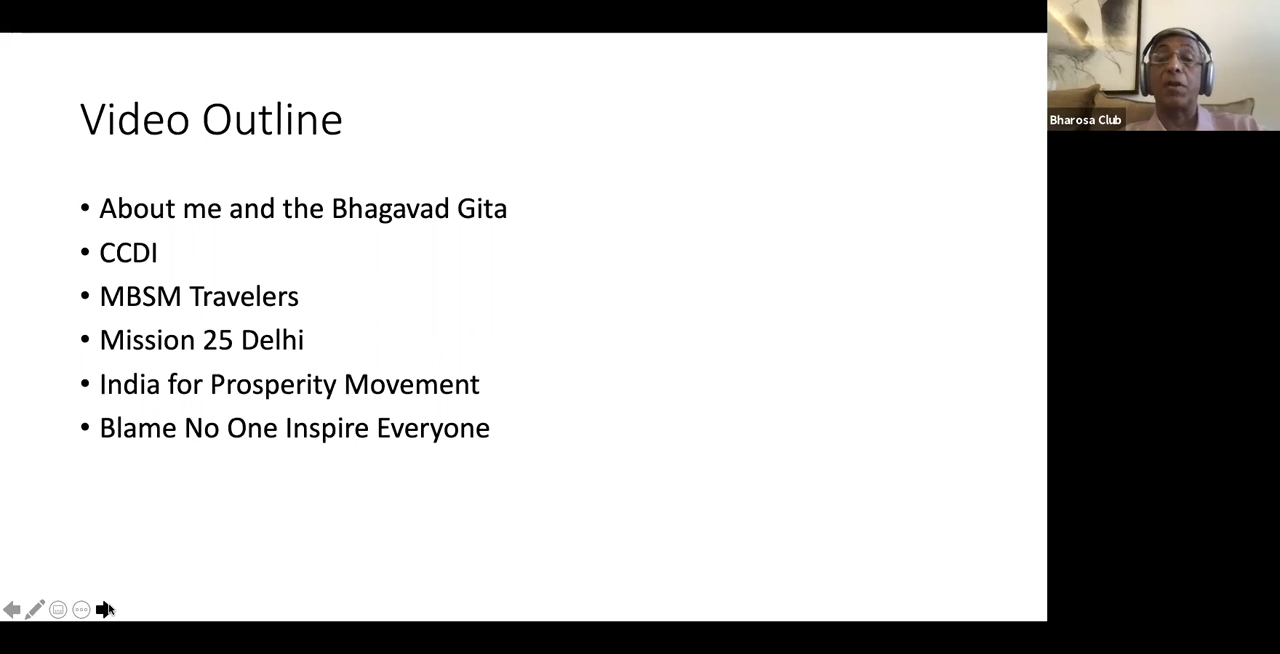 Video Outline
• About me and the Bhagavad Gita
• CCDI
• MBSM Travelers
• Mission 25 Delhi
• India for Prosperity Movement
• Blame No One Inspire Everyone
Bharosa Club